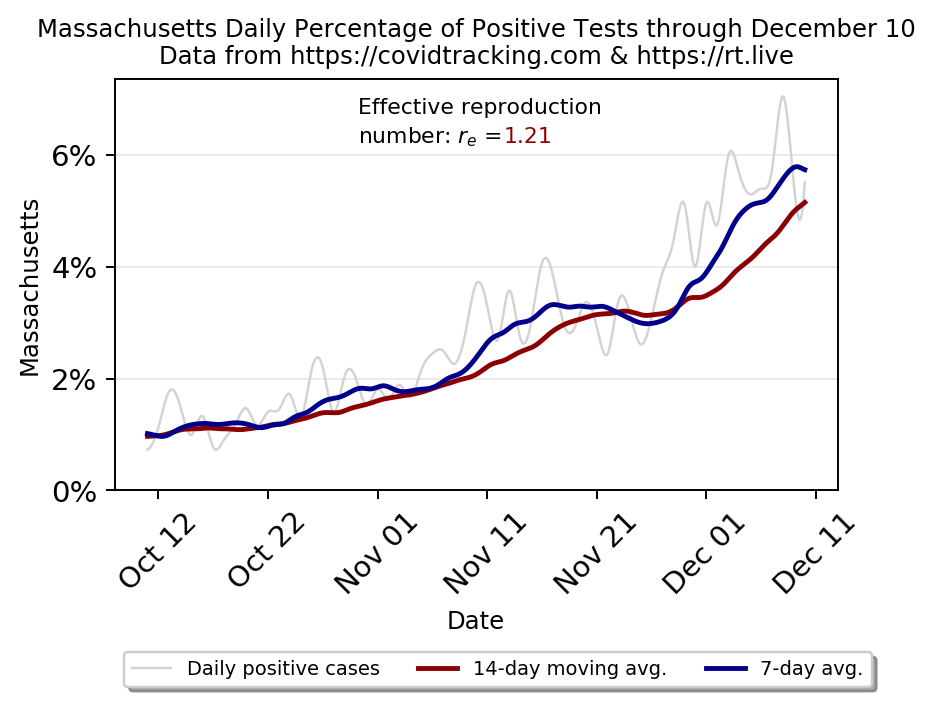 Massachusetts Daily Percentage of Positive Tests through December 10
Data from https://covidtracking.com & https://rt.live
Effective reproduction
number: rₑ =1.21
6%
4%
2%
0%
Massachusetts
Oct 12
Oct 22
Nov 01
Nov 11
Nov 21
Dec 01
Dec 11
Date
Daily positive cases
14-day moving avg.
7-day avg.